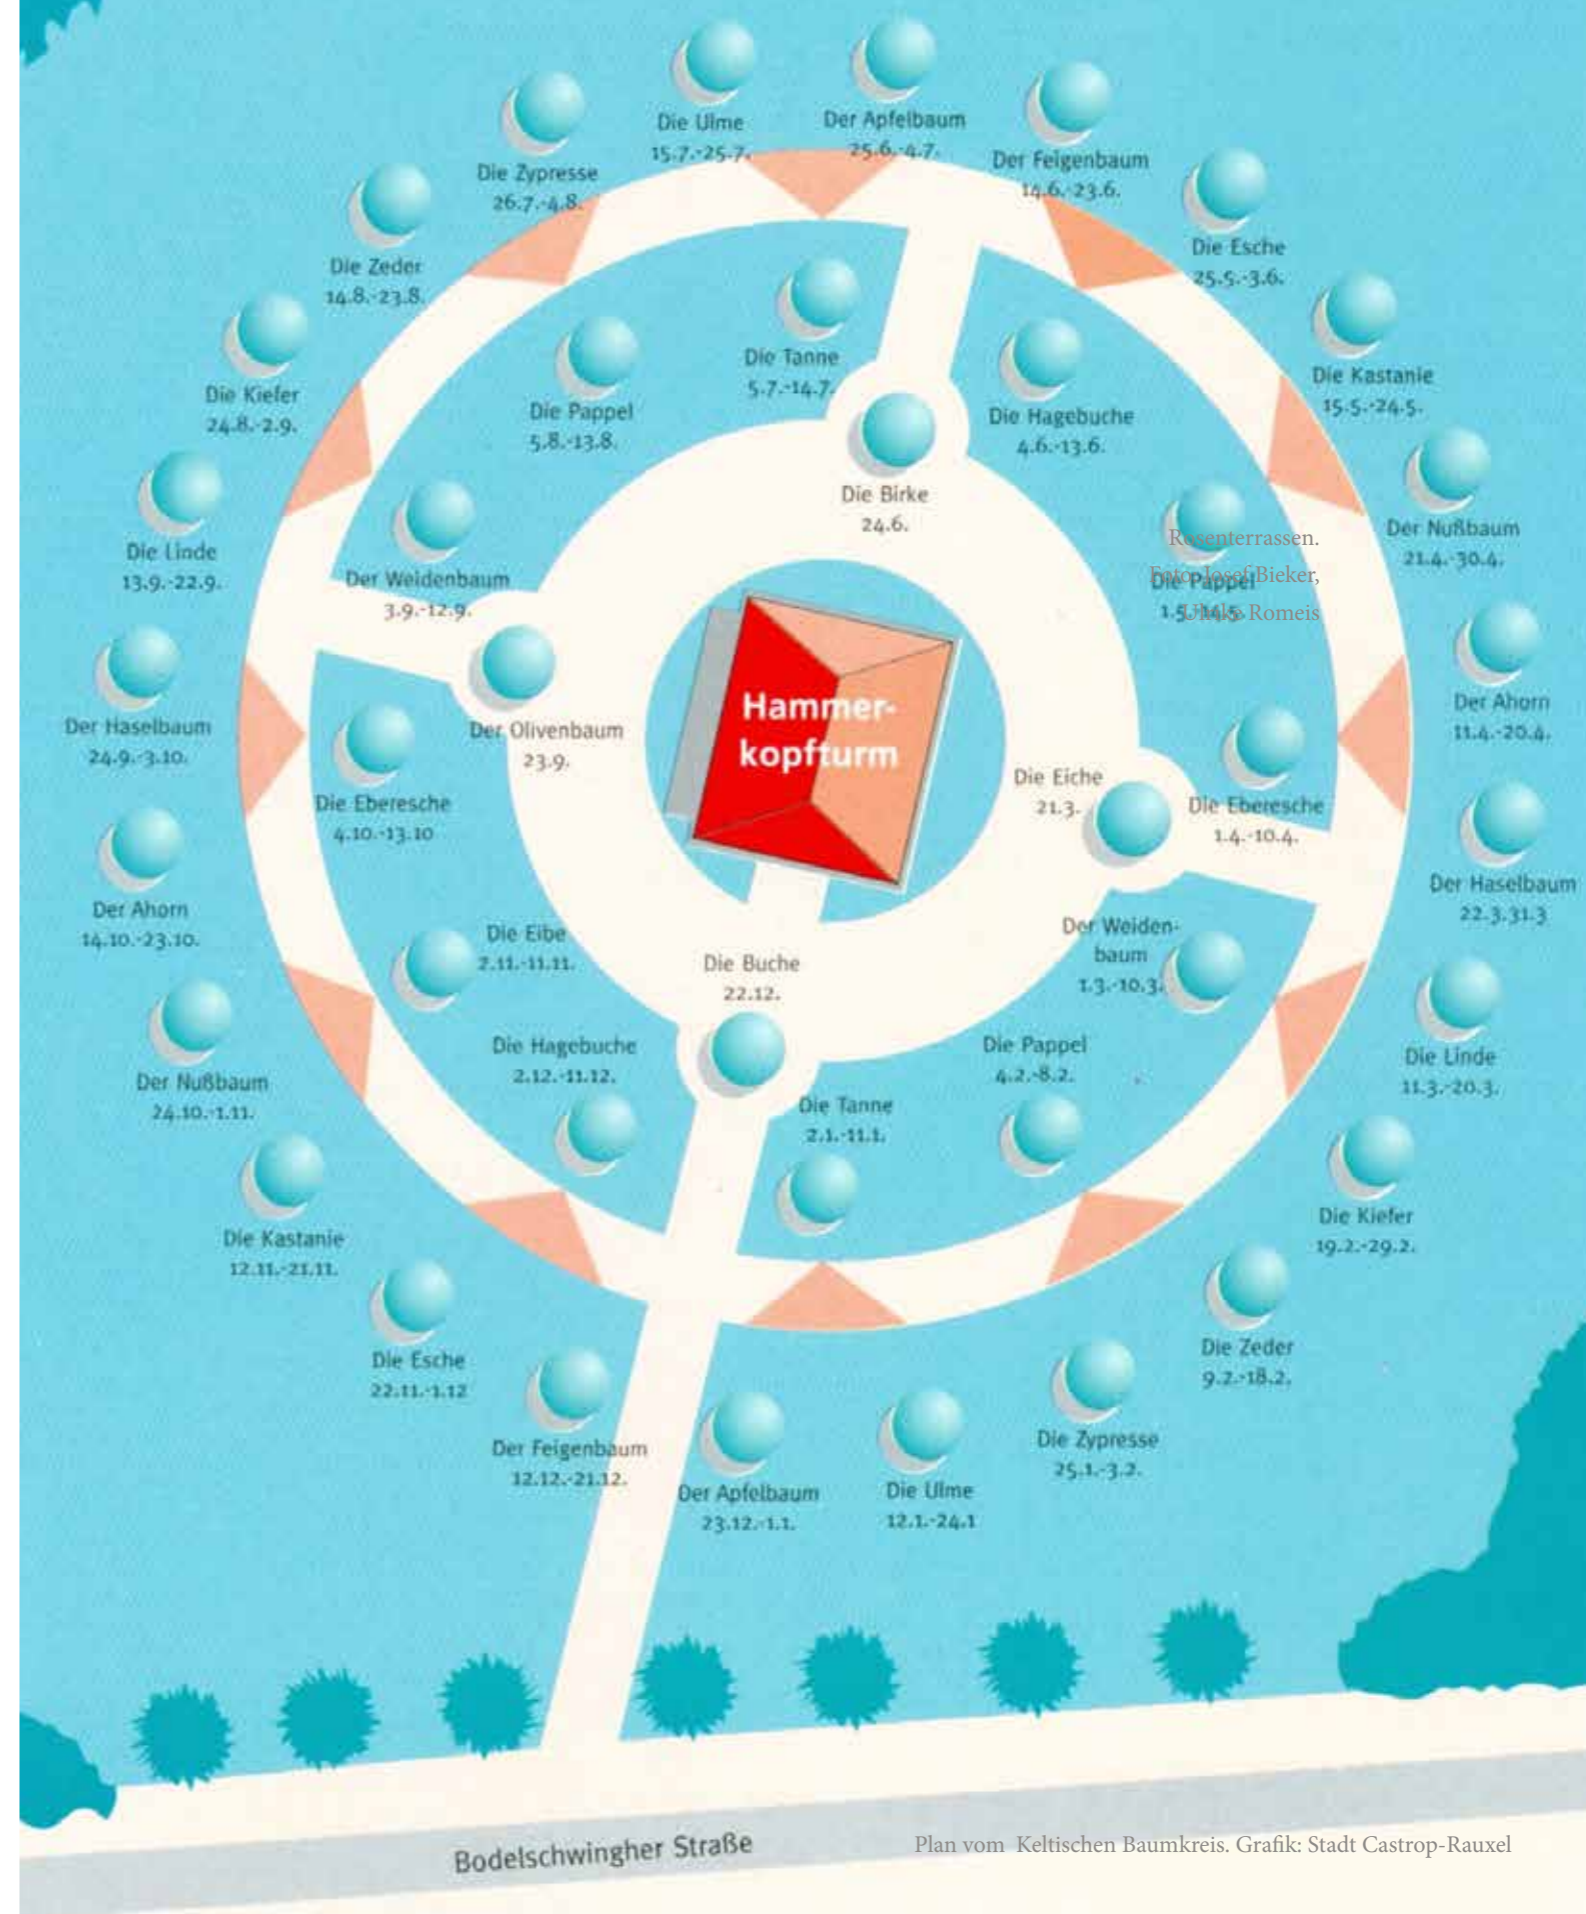 Die Ulme
15.7.-25.7.
Der Apfelbaum
25.6.-4.7.
Der Feigenbaum
14.6.-23.6.
Die Zypresse
26.7.-4.8.
Die Esche
25.5.-3.6.
Die Zeder
14.8.-23.8.
Die Tanne
5.7.-14.7.
Die Kastanie
15.5.-24.5.
Die Kiefer
24.8.-2.9.
Die Pappel
5.8.-13.8.
Die Hagebuche
4.6.-13.6.
Die Birke
24.6.
Der Nußbaum
21.4.-30.4.
Die Linde
13.9.-22.9.
Der Weidenbaum
3.9.-12.9.
Rosenterrassen.
Foto: Josef Bieker,
Ulrike Romeis
Die Pappel
Der Ahorn
11.4.-20.4.
Der Haselbaum
24.9.-3.10.
Der Olivenbaum
23.9.
Hammer-
kopfturm
Die Eiche
21.3.
Die Eberesche
1.4.-10.4.
Die Eberesche
4.10.-13.10
Der Haselbaum
22.3.31.3
Der Ahorn
14.10.-23.10.
Die Eibe
2.11.-11.11.
Die Buche
22.12.
Der Weiden-
baum
1.3.-10.3.
Die Hagebuche
2.12.-11.12.
Die Pappel
4.2.-8.2.
Die Linde
11.3.-20.3.
Der Nußbaum
24.10.-1.11.
Die Tanne
2.1.-11.1.
Die Kastanie
12.11.-21.11.
Die Kiefer
19.2.-29.2.
Die Esche
22.11.-1.12
Die Zeder
9.2.-18.2.
Der Feigenbaum
12.12.-21.12.
Der Apfelbaum
23.12.-1.1.
Die Ulme
12.1.-24.1
Die Zypresse
25.1.-3.2.
Bodelschwingher Straße
Plan vom Keltischen Baumkreis. Grafik: Stadt Castrop-Rauxel